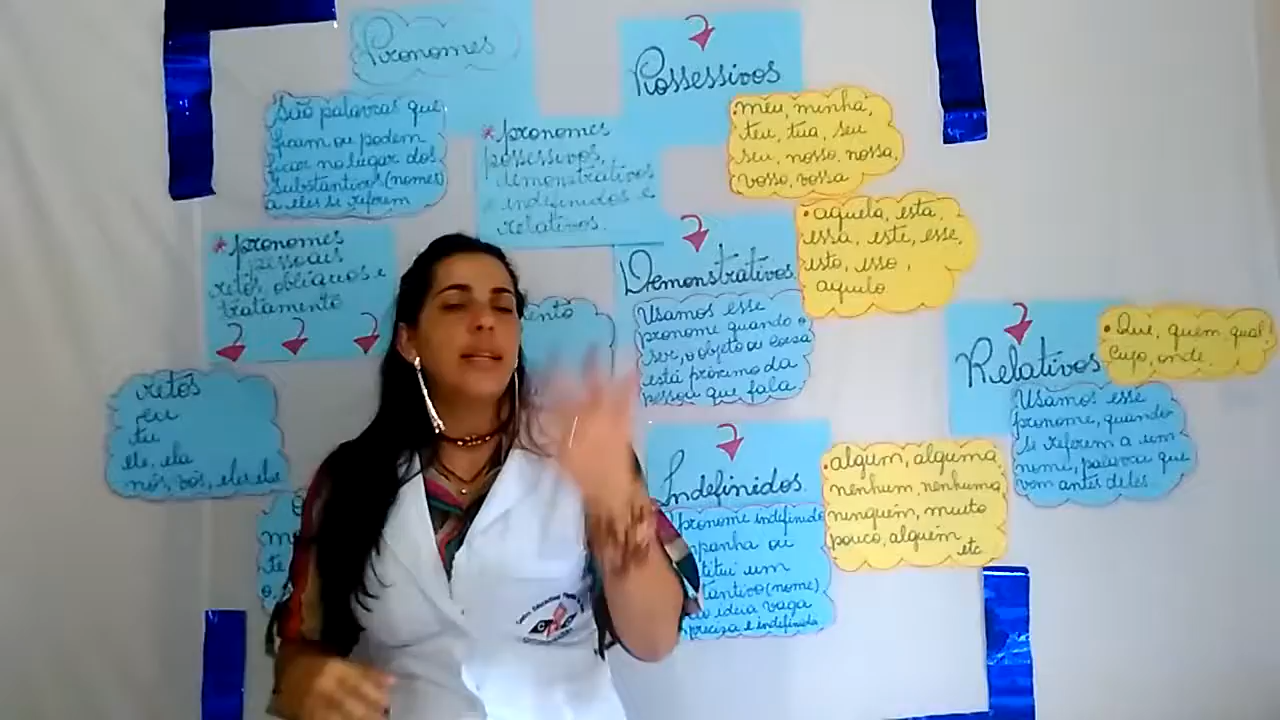 Pronomes
São palavras que
ficam ou podem
ficar no lugar dos
substantivos (nomes)
a eles se referem
* pronomes
possessivos,
demonstrativos
indefinidos e
relativos.
* pronomes
pessoais
retos, oblíquos e
tratamento
retos
eu
tu
ele, ela
nós, vós, eles elas
Possessivos
• meu, minha,
teu, tua, seu
seu, nosso, nossa,
vosso, vossa
Demonstrativos
Usamos esse
pronome quando o
ser, o objeto ou coisa
está próximo da
pessoa que fala
• aquela, esta,
essa, este, esse,
isto, isso,
aquilo
Indefinidos
pronome indefinido
ou
um
(nome)
ideia vaga
e indefinida
• algum, alguma,
nenhum, nenhuma
ninguém, muito
pouco, alguém
etc
Relativos
• Que, quem, qual
Cujo, onde
Usamos esse
pronome, quando
se referem a um
nome, palavra que
vem antes deles.